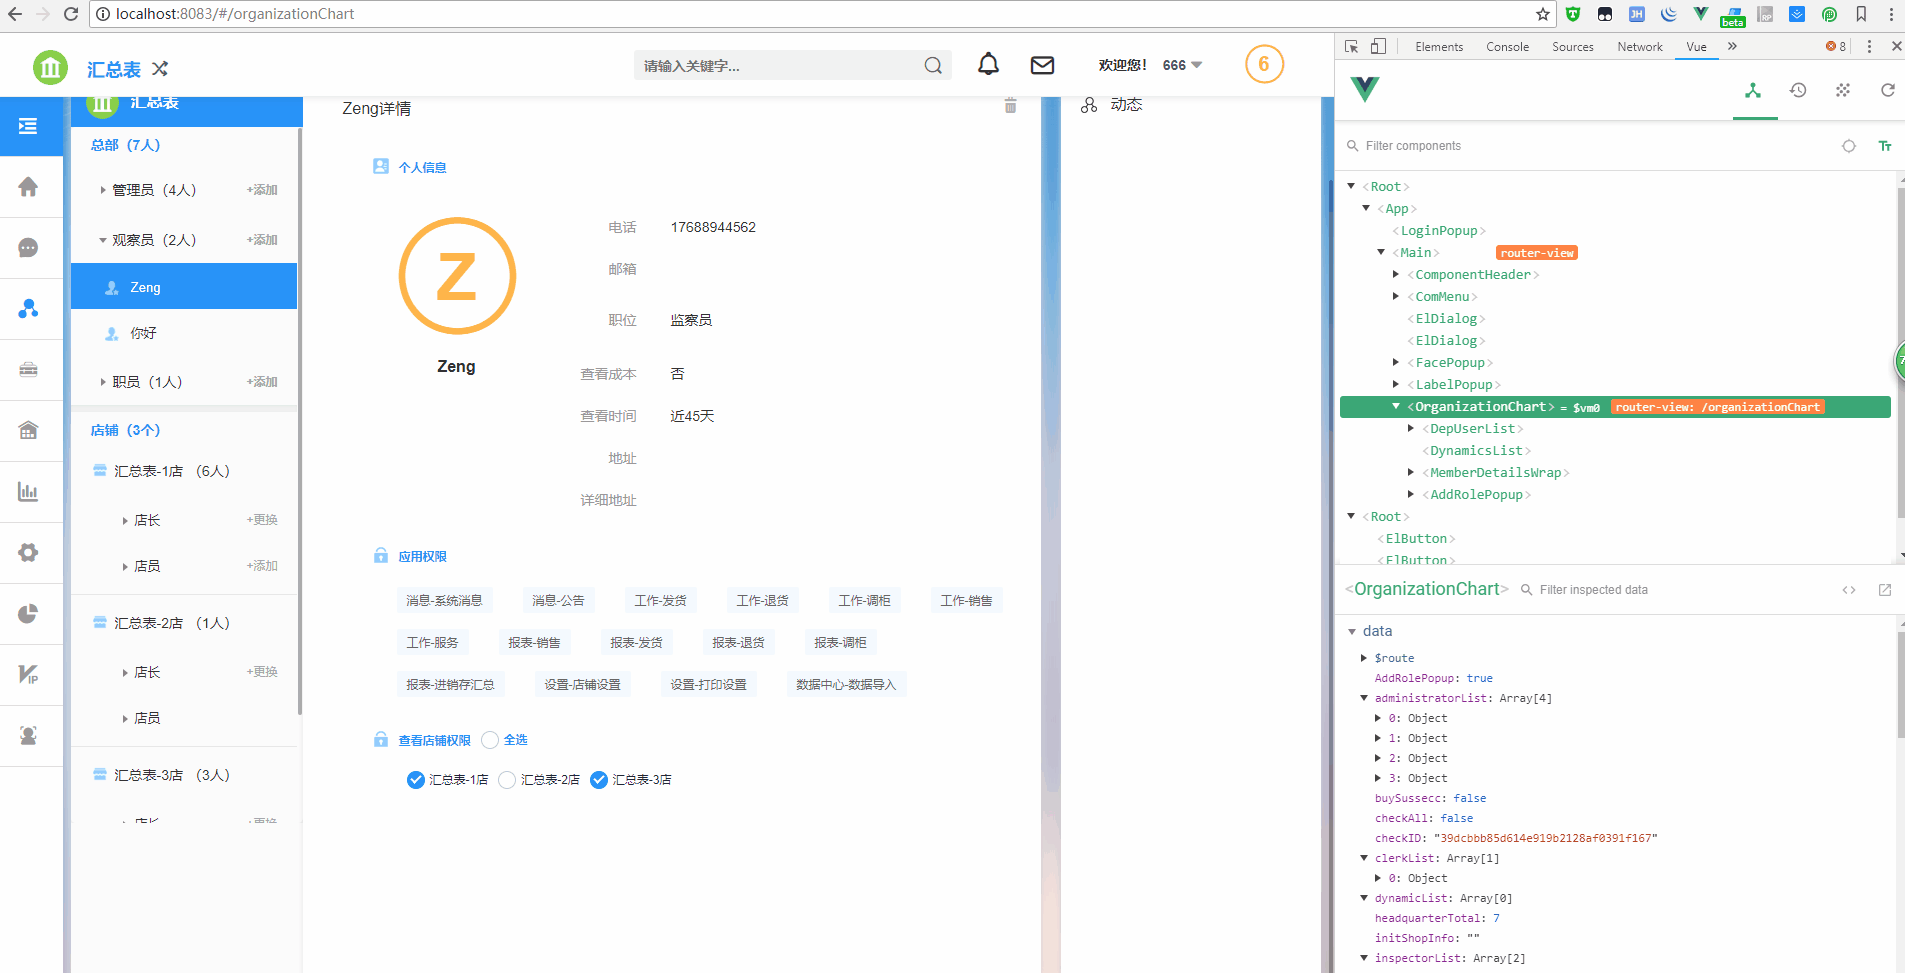 localhost:8083/#/organizationChart
beta
汇总表
请输入关键字...
欢迎您!
666
6
Elements
Console
Sources
Network
Vue
8
汇总表
总部（7人）
管理员（4人）
+添加
观察员（2人）
+添加
Zeng
你好
职员（1人）
+添加
店铺（3个）
汇总表-1店 （6人）
店长
+更换
店员
+添加
汇总表-2店 （1人）
店长
+更换
店员
汇总表-3店 （3人）
店长
+更换
VIP
Zeng详情
个人信息
Z
Zeng
电话 17688944562
邮箱
职位 监察员
查看成本 否
查看时间 近45天
地址
详细地址
应用权限
消息-系统消息 消息-公告 工作-发货 工作-退货 工作-调柜 工作-销售
工作-服务 报表-销售 报表-发货 报表-退货 报表-调柜
报表-进销存汇总 设置-店铺设置 设置-打印设置 数据中心-数据导入
查看店铺权限 全选
汇总表-1店 汇总表-2店 汇总表-3店
动态
Filter components
<Root>
<App>
<LoginPopup>
<Main> router-view
<ComponentHeader>
<ComMenu>
<ElDialog>
<ElDialog>
<FacePopup>
<LabelPopup>
<OrganizationChart> = $vm0 router-view: /organizationChart
<DepUserList>
<DynamicsList>
<MemberDetailsWrap>
<AddRolePopup>
<Root>
<ElButton>
<ElButton>
<OrganizationChart>
Filter inspected data
data
$route
AddRolePopup: true
administratorList: Array[4]
0: Object
1: Object
2: Object
3: Object
buySussecc: false
checkAll: false
checkID: "39dcbbb85d614e919b2128af0391f167"
clerkList: Array[1]
0: Object
dynamicList: Array[0]
headquarterTotal: 7
initShopInfo: ""
inspectorList: Array[2]